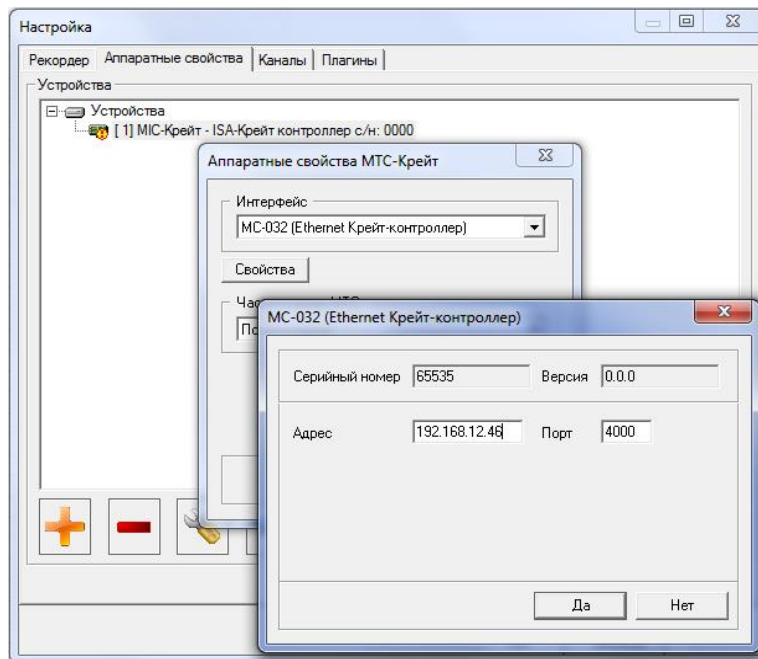 Настройка
Рекордер Аппаратные свойства Каналы Плагины
Устройства
Устройства
[ 1] MIC-Крейт - ISA-Крейт контроллер с/н: 0000
Аппаратные свойства МТС-Крейт
Интерфейс
MC-032 (Ethernet Крейт-контроллер)
Свойства
MC-032 (Ethernet Крейт-контроллер)
Серийный номер 65535 Версия 0.0.0
Адрес 192.168.12.46 Порт 4000
Да Нет